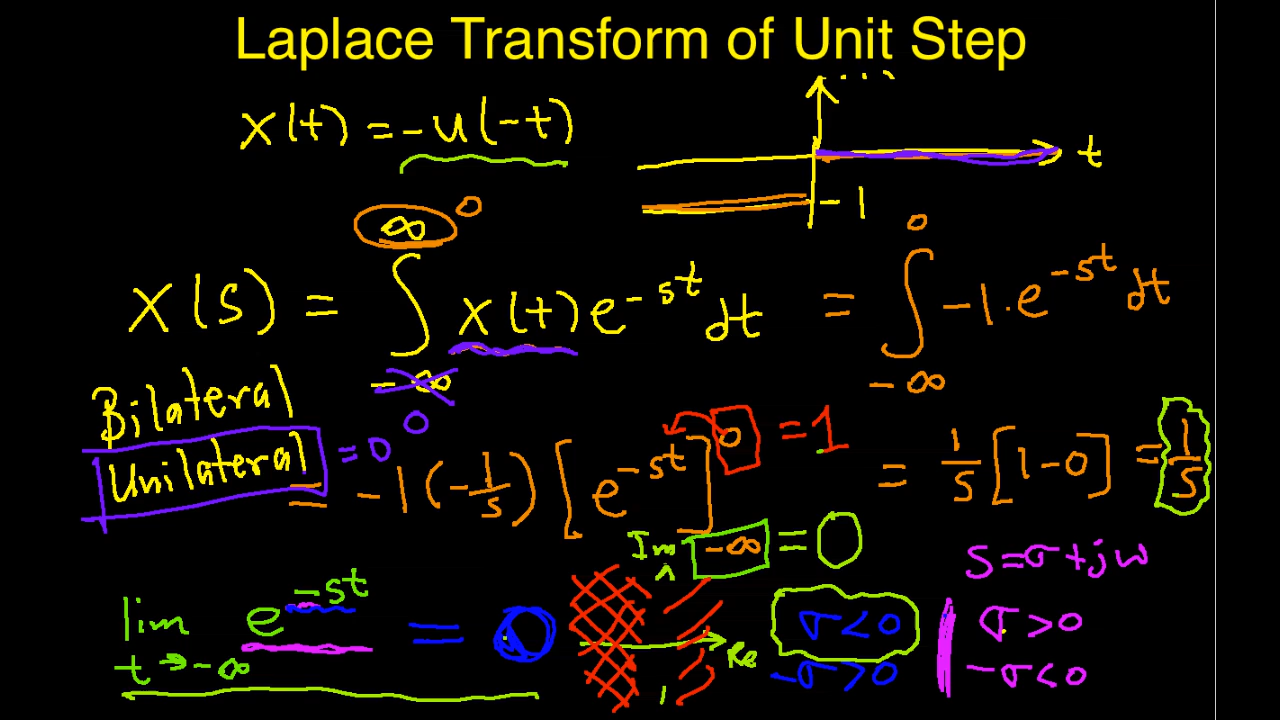 Laplace Transform of Unit Step
x(t) = -u(-t)
t
-1
∞ 0
X(s) = ∫ x(t) e^{-st} dt = ∫ -1·e^{-st} dt
-∞ 0
0
-∞
Bilateral
Unilateral = 0
= -1(-1/s) [e^{-st}] 0 = 1
-∞ = 0
= 1/s [1-0] = 1/s
Im
Re
s = σ + jω
lim e^{-st} = 0
t → -∞
σ < 0
-σ > 0
σ > 0
-σ < 0